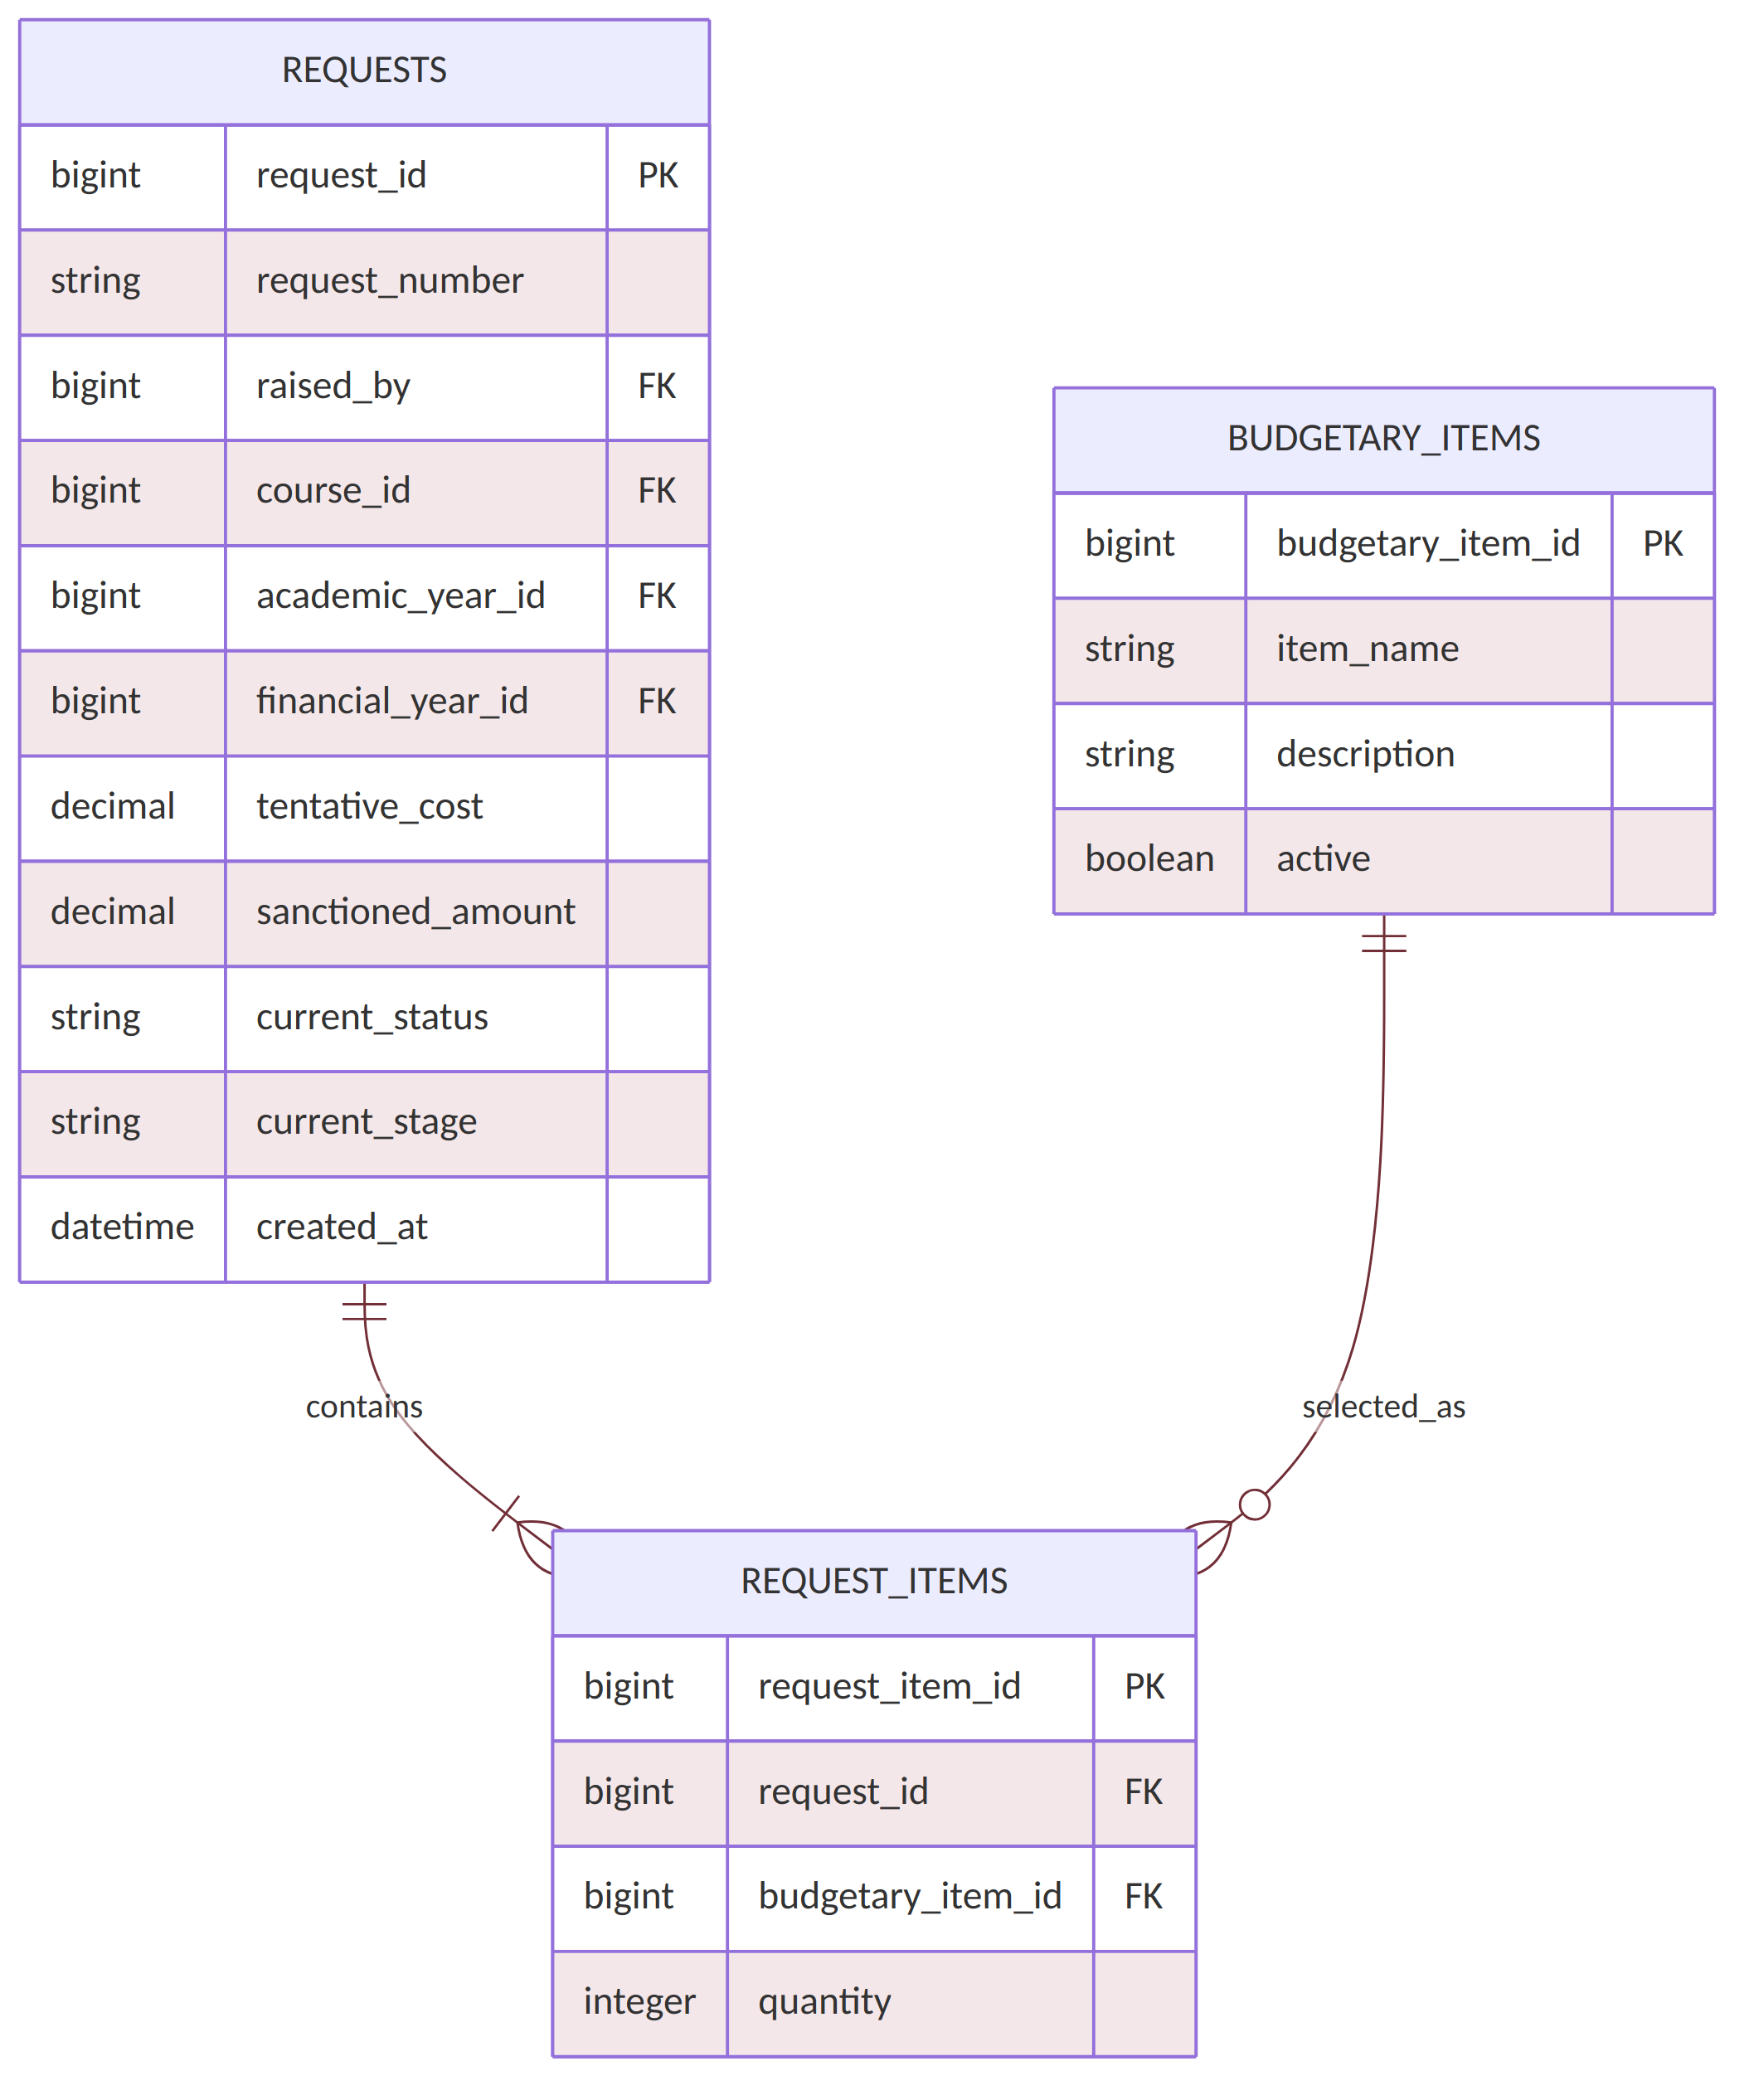 REQUESTS
bigint request_id PK
string request_number
bigint raised_by FK
bigint course_id FK
bigint academic_year_id FK
bigint financial_year_id FK
decimal tentative_cost
decimal sanctioned_amount
string current_status
string current_stage
datetime created_at
BUDGETARY_ITEMS
bigint budgetary_item_id PK
string item_name
string description
boolean active
contains
selected_as
REQUEST_ITEMS
bigint request_item_id PK
bigint request_id FK
bigint budgetary_item_id FK
integer quantity